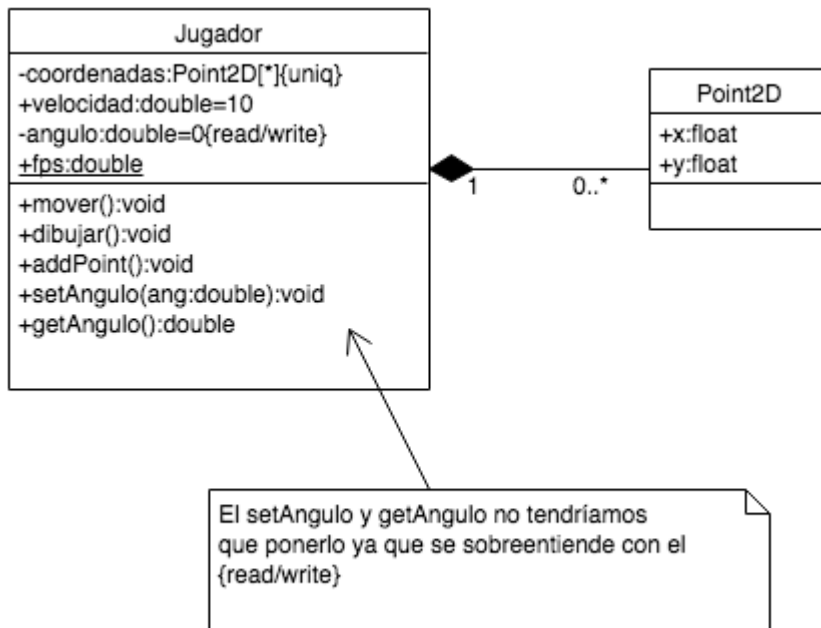 Jugador
-coordenadas:Point2D[*]{uniq}
+velocidad:double=10
-angulo:double=0{read/write}
+fps:double
+mover():void
+dibujar():void
+addPoint():void
+setAngulo(ang:double):void
+getAngulo():double
1
0..*
Point2D
+x:float
+y:float
El setAngulo y getAngulo no tendríamos
que ponerlo ya que se sobreentiende con el
{read/write}